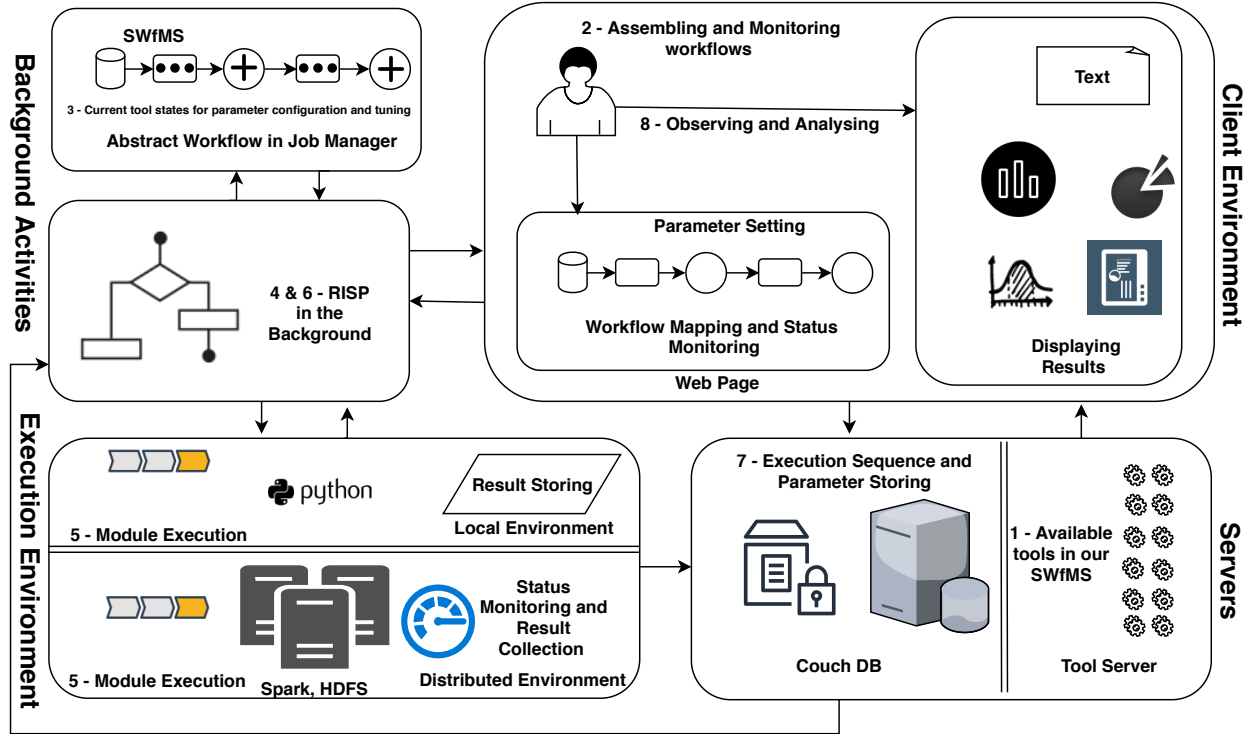 Background Activities
SWfMS
3 - Current tool states for parameter configuration and tuning
Abstract Workflow in Job Manager
4 & 6 - RISP
in the
Background
2 - Assembling and Monitoring
workflows
8 - Observing and Analysing
Parameter Setting
Workflow Mapping and Status
Monitoring
Web Page
Text
Displaying
Results
Client Environment
Execution Environment
python
Result Storing
5 - Module Execution
Local Environment
Status
Monitoring and
Result
Collection
5 - Module Execution
Spark, HDFS
Distributed Environment
7 - Execution Sequence and
Parameter Storing
Couch DB
1 - Available
tools in our
SWfMS
Tool Server
Servers